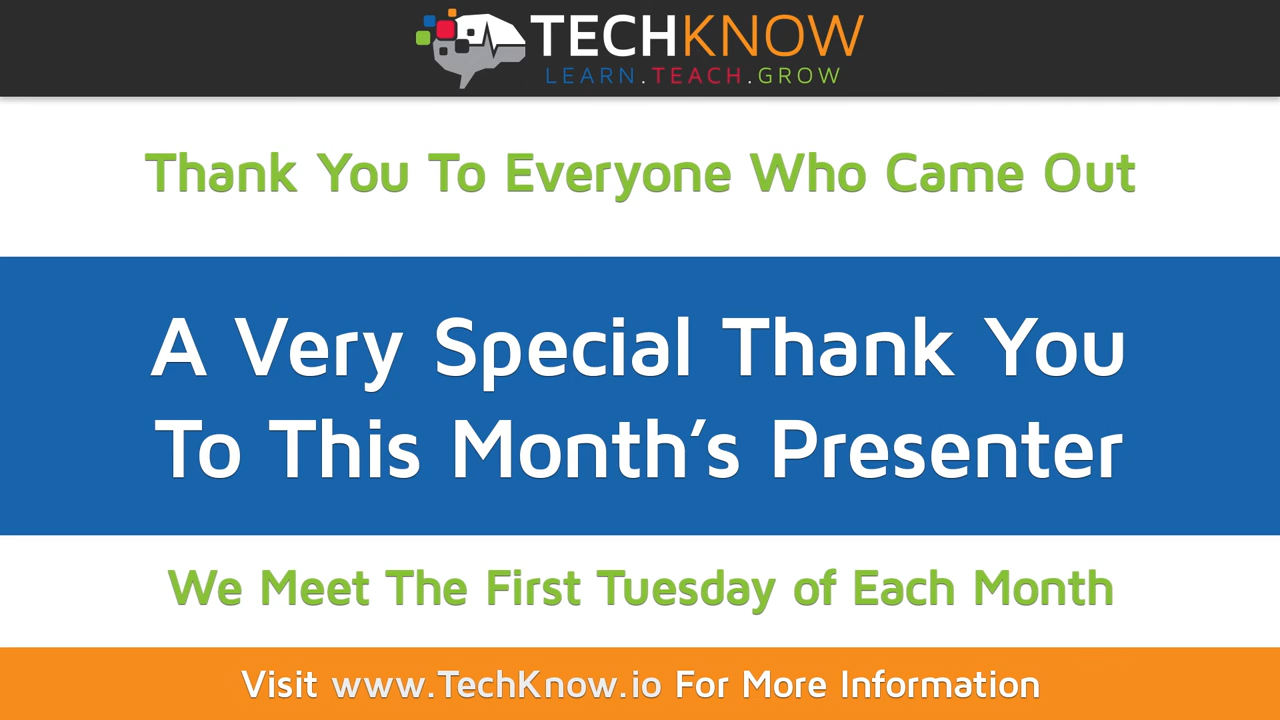 TECHKNOW
LEARN.TEACH.GROW
Thank You To Everyone Who Came Out
A Very Special Thank You
To This Month’s Presenter
We Meet The First Tuesday of Each Month
Visit www.TechKnow.io For More Information